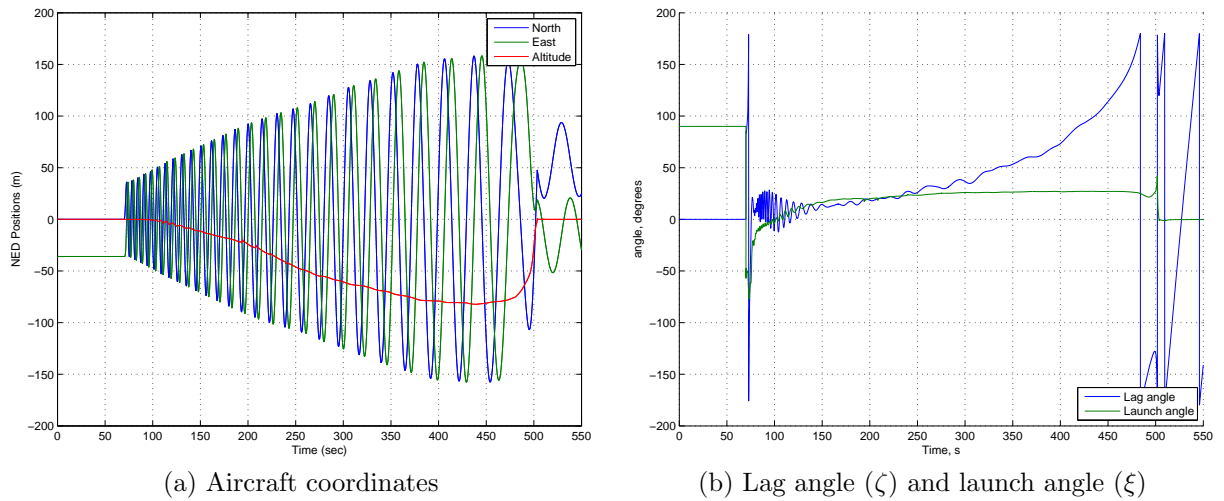 200
150
100
50
0
−50
−100
−150
−200
0 50 100 150 200 250 300 350 400 450 500 550
NED Positions (m)
Time (sec)
North
East
Altitude
(a) Aircraft coordinates
200
150
100
50
0
−50
−100
−150
−200
0 50 100 150 200 250 300 350 400 450 500 550
angle, degrees
Time, s
Lag angle
Launch angle
(b) Lag angle (ζ) and launch angle (ξ)